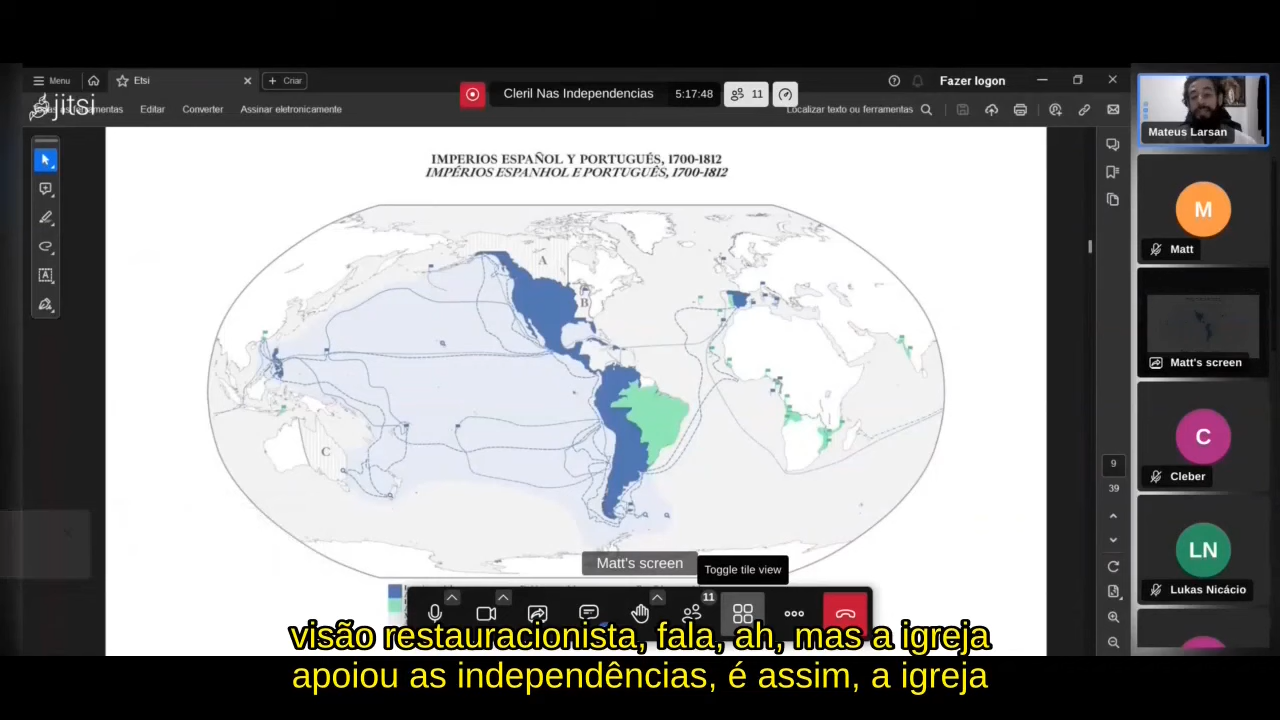 Menu
Etsi
Criar
Cleril Nas Independencias
5:17:48
11
Fazer logon
jitsi
Editar
Converter
Assinar eletronicamente
Localizar texto ou ferramentas
IMPERIOS ESPAÑOL Y PORTUGUÉS, 1700-1812
IMPÉRIOS ESPANHOL E PORTUGUÊS, 1700-1812
A
B
C
9
39
Mateus Larsan
M
Matt
Matt's screen
C
Cleber
LN
Lukas Nicácio
Matt's screen
Toggle tile view
11
visão restauracionista, fala, ah, mas a igreja
apoiou as independências, é assim, a igreja